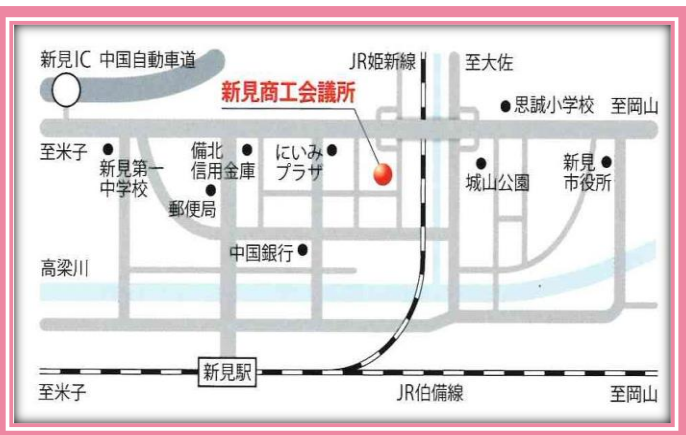 新見IC 中国自動車道
JR姫新線
至大佐
新見商工会議所
思誠小学校
至岡山
至米子
新見第一
中学校
備北
信用金庫
にいみ
プラザ
城山公園
新見
市役所
郵便局
中国銀行
高梁川
新見駅
至米子
JR伯備線
至岡山